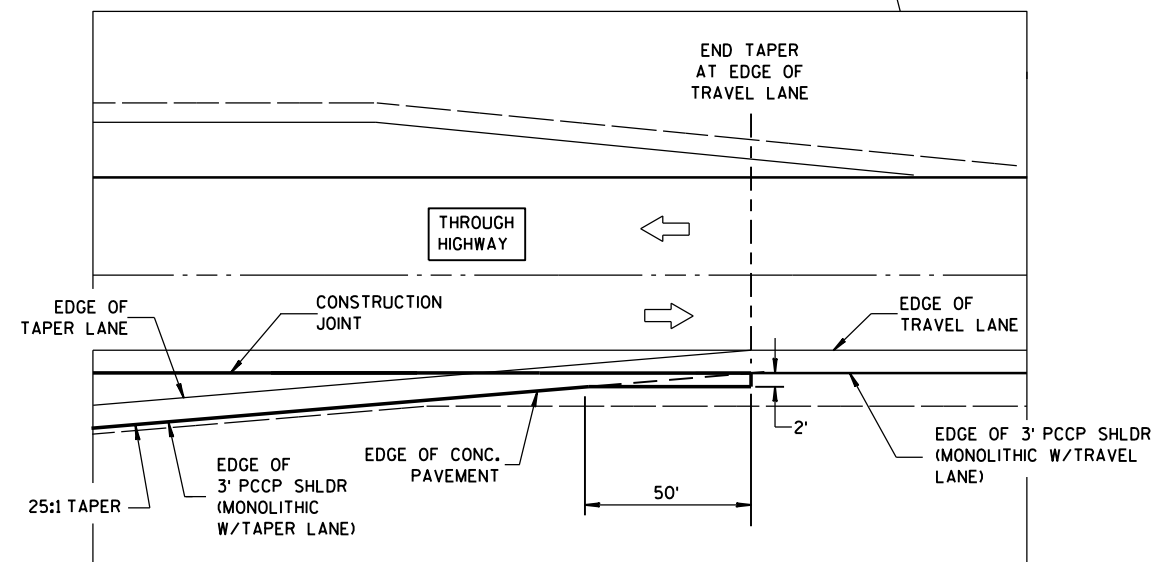 END TAPER
AT EDGE OF
TRAVEL LANE
THROUGH
HIGHWAY
EDGE OF
TAPER LANE
CONSTRUCTION
JOINT
EDGE OF
TRAVEL LANE
2'
EDGE OF CONC.
PAVEMENT
EDGE OF 3' PCCP SHLDR
(MONOLITHIC W/TRAVEL
LANE)
EDGE OF
3' PCCP SHLDR
(MONOLITHIC
W/TAPER LANE)
25:1 TAPER
50'